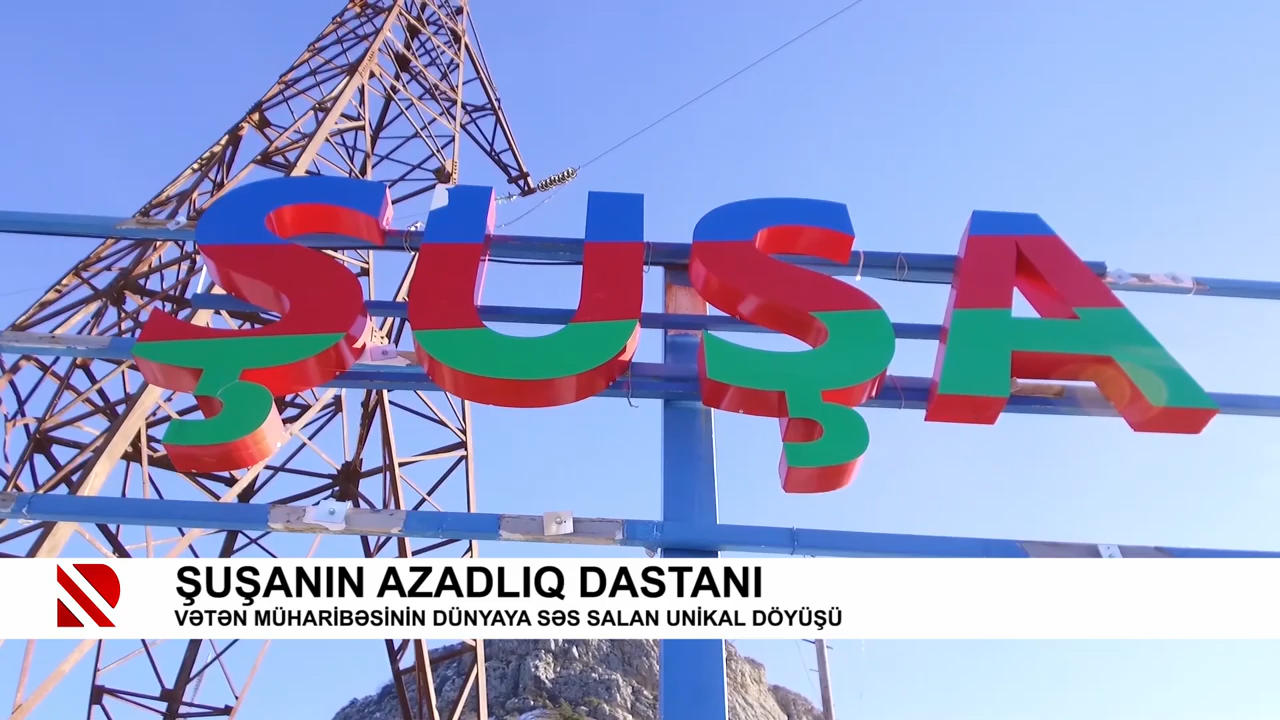 ŞUŞA
ŞUŞANIN AZADLIQ DASTANI
VƏTƏN MÜHARİBƏSİNİN DÜNYAYA SƏS SALAN UNİKAL DÖYÜŞÜ